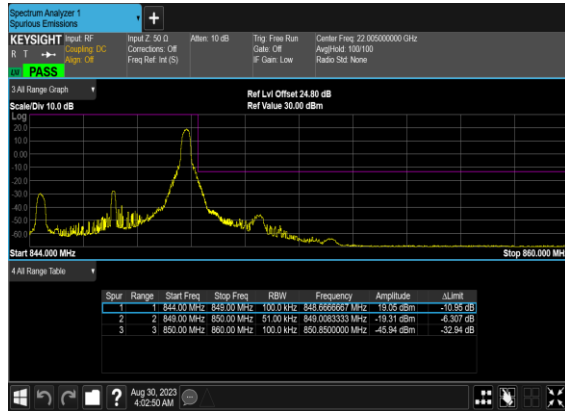 Spectrum Analyzer 1
Spurious Emissions
+
KEYSIGHT Input: RF Input Z: 50 Ω Atten: 10 dB Trig: Free Run Center Freq: 22.005000000 GHz
R T Coupling: DC Corrections: Off Gate: Off Avg|Hold: 100/100
Align: Off Freq Ref: Int (S) IF Gain: Low Radio Std: None
PASS
3 All Range Graph
Ref Lvl Offset 24.80 dB
Scale/Div 10.0 dB Ref Value 30.00 dBm
Log
20.0
10.0
0.00
-10.0
-20.0
-30.0
-40.0
-50.0
-60.0
Start 844.000 MHz Stop 860.000 MH
4 All Range Table
Spur Range Start Freq Stop Freq RBW Frequency Amplitude ΔLimit
1 1 844.00 MHz 849.00 MHz 100.0 kHz 848.6666667 MHz 19.05 dBm -10.95 dB
2 2 849.00 MHz 850.00 MHz 51.00 kHz 849.0083333 MHz -19.31 dBm -6.307 dB
3 3 850.00 MHz 860.00 MHz 100.0 kHz 850.8500000 MHz -45.94 dBm -32.94 dB
?
Aug 30, 2023
4:02:50 AM